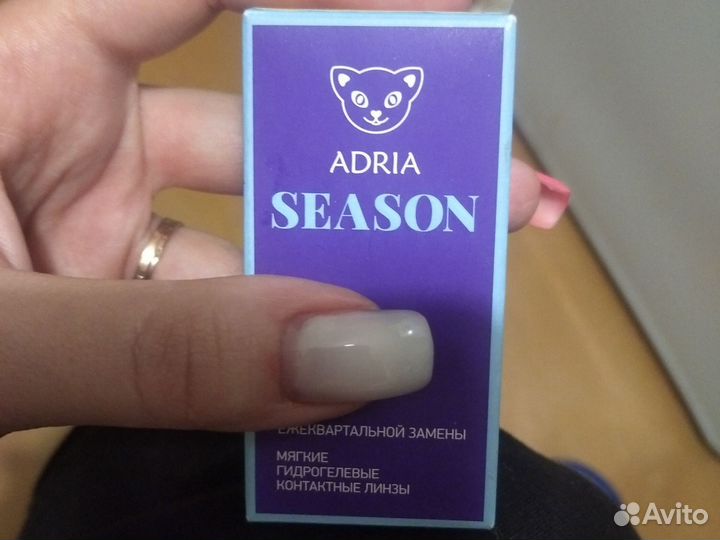 ADRIA
SEASON
ЕЖЕКВАРТАЛЬНОЙ ЗАМЕНЫ
МЯГКИЕ
ГИДРОГЕЛЕВЫЕ
КОНТАКТНЫЕ ЛИНЗЫ
Avito